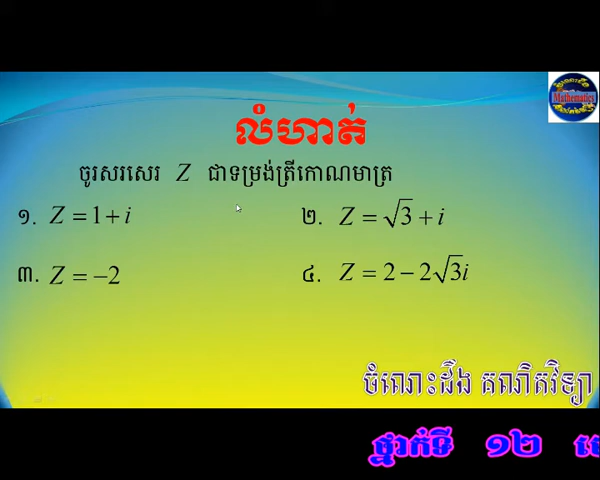 លំហាត់
ចូរសរសេរ Z ជាទម្រង់ត្រីកោណមាត្រ
១. Z = 1 + i
២. Z = √3 + i
៣. Z = −2
៤. Z = 2 − 2√3i
ចំណេះដឹង គណិតវិទ្យា
ថ្នាក់ទី ១២